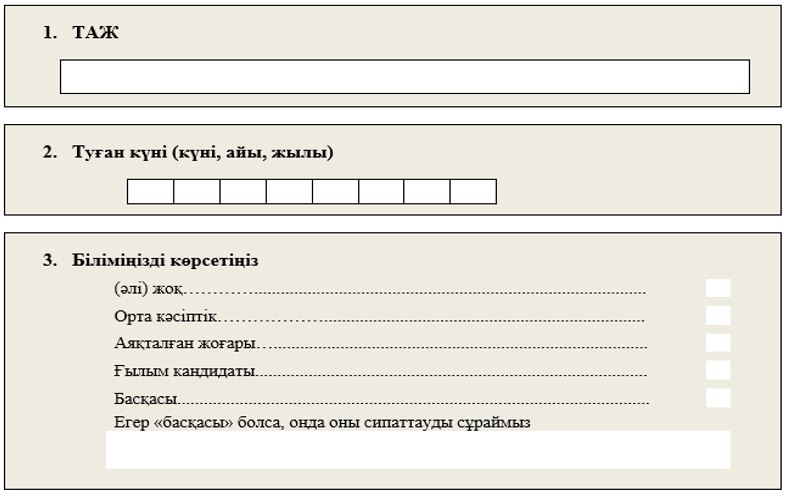 1. ТАЖ
2. Туған күні (күні, айы, жылы)
3. Біліміңізді көрсетіңіз
(әлі) жоқ…………..........................................................................................
Орта кәсіптік………………..........................................................................
Аяқталған жоғары…......................................................................................
Ғылым кандидаты..........................................................................................
Басқасы............................................................................................................
Егер «басқасы» болса, онда оны сипаттауды сұраймыз